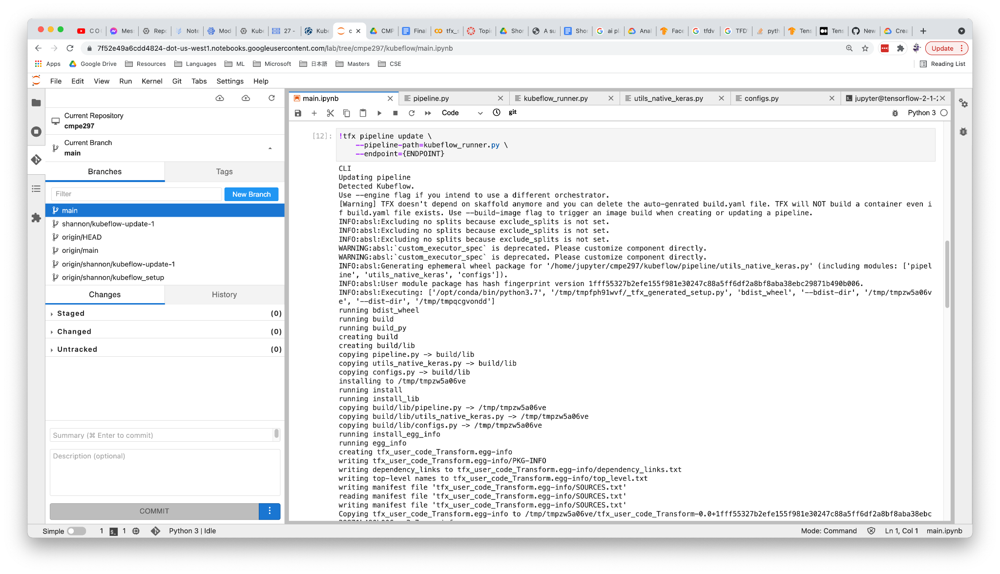 C O
Mes
Rep
Note
Mod
Kub
27 -
Kub
c
CMP
Final
tfx_s
Topic
Shor
A su
Shor
ai pl
Anal
Face
tfdv
TFD
pyth
Tens
Tens
New
Crea
7f52e49a6cdd4824-dot-us-west1.notebooks.googleusercontent.com/lab/tree/cmpe297/kubeflow/main.ipynb
Update
Apps Google Drive Resources Languages ML Microsoft 日本語 Masters CSE Reading List
File Edit View Run Kernel Git Tabs Settings Help
main.ipynb pipeline.py kubeflow_runner.py utils_native_keras.py configs.py jupyter@tensorflow-2-1-2
Code git Python 3
Current Repository
cmpe297
Current Branch
main
Branches Tags
Filter New Branch
main
shannon/kubeflow-update-1
origin/HEAD
origin/main
origin/shannon/kubeflow-update-1
origin/shannon/kubeflow_setup
Changes History
Staged (0)
Changed (0)
Untracked (0)
Summary (⌘ Enter to commit)
Description (optional)
COMMIT
[12]: !tfx pipeline update \
--pipeline-path=kubeflow_runner.py \
--endpoint={ENDPOINT}
CLI
Updating pipeline
Detected Kubeflow.
Use --engine flag if you intend to use a different orchestrator.
[Warning] TFX doesn't depend on skaffold anymore and you can delete the auto-genrated build.yaml file. TFX will NOT build a container even i
f build.yaml file exists. Use --build-image flag to trigger an image build when creating or updating a pipeline.
INFO:absl:Excluding no splits because exclude_splits is not set.
INFO:absl:Excluding no splits because exclude_splits is not set.
INFO:absl:Excluding no splits because exclude_splits is not set.
WARNING:absl:`custom_executor_spec` is deprecated. Please customize component directly.
WARNING:absl:`custom_executor_spec` is deprecated. Please customize component directly.
INFO:absl:Generating ephemeral wheel package for '/home/jupyter/cmpe297/kubeflow/pipeline/utils_native_keras.py' (including modules: ['pipel
ine', 'utils_native_keras', 'configs']).
INFO:absl:User module package has hash fingerprint version 1fff55327b2efe155f981e30247c88a5ff6df2a8bf8aba38ebc29871b490b006.
INFO:absl:Executing: ['/opt/conda/bin/python3.7', '/tmp/tmpfph91wvf/_tfx_generated_setup.py', 'bdist_wheel', '--bdist-dir', '/tmp/tmpzw5a06v
e', '--dist-dir', '/tmp/tmpqcgvondd']
running bdist_wheel
running build
running build_py
creating build
creating build/lib
copying pipeline.py -> build/lib
copying utils_native_keras.py -> build/lib
copying configs.py -> build/lib
installing to /tmp/tmpzw5a06ve
running install
running install_lib
copying build/lib/pipeline.py -> /tmp/tmpzw5a06ve
copying build/lib/utils_native_keras.py -> /tmp/tmpzw5a06ve
copying build/lib/configs.py -> /tmp/tmpzw5a06ve
running install_egg_info
running egg_info
creating tfx_user_code_Transform.egg-info
writing tfx_user_code_Transform.egg-info/PKG-INFO
writing dependency_links to tfx_user_code_Transform.egg-info/dependency_links.txt
writing top-level names to tfx_user_code_Transform.egg-info/top_level.txt
writing manifest file 'tfx_user_code_Transform.egg-info/SOURCES.txt'
reading manifest file 'tfx_user_code_Transform.egg-info/SOURCES.txt'
writing manifest file 'tfx_user_code_Transform.egg-info/SOURCES.txt'
Copying tfx_user_code_Transform.egg-info to /tmp/tmpzw5a06ve/tfx_user_code_Transform-0.0+1fff55327b2efe155f981e30247c88a5ff6df2a8bf8aba38ebc
Simple 1 1 Python 3 | Idle Mode: Command Ln 1, Col 1 main.ipynb